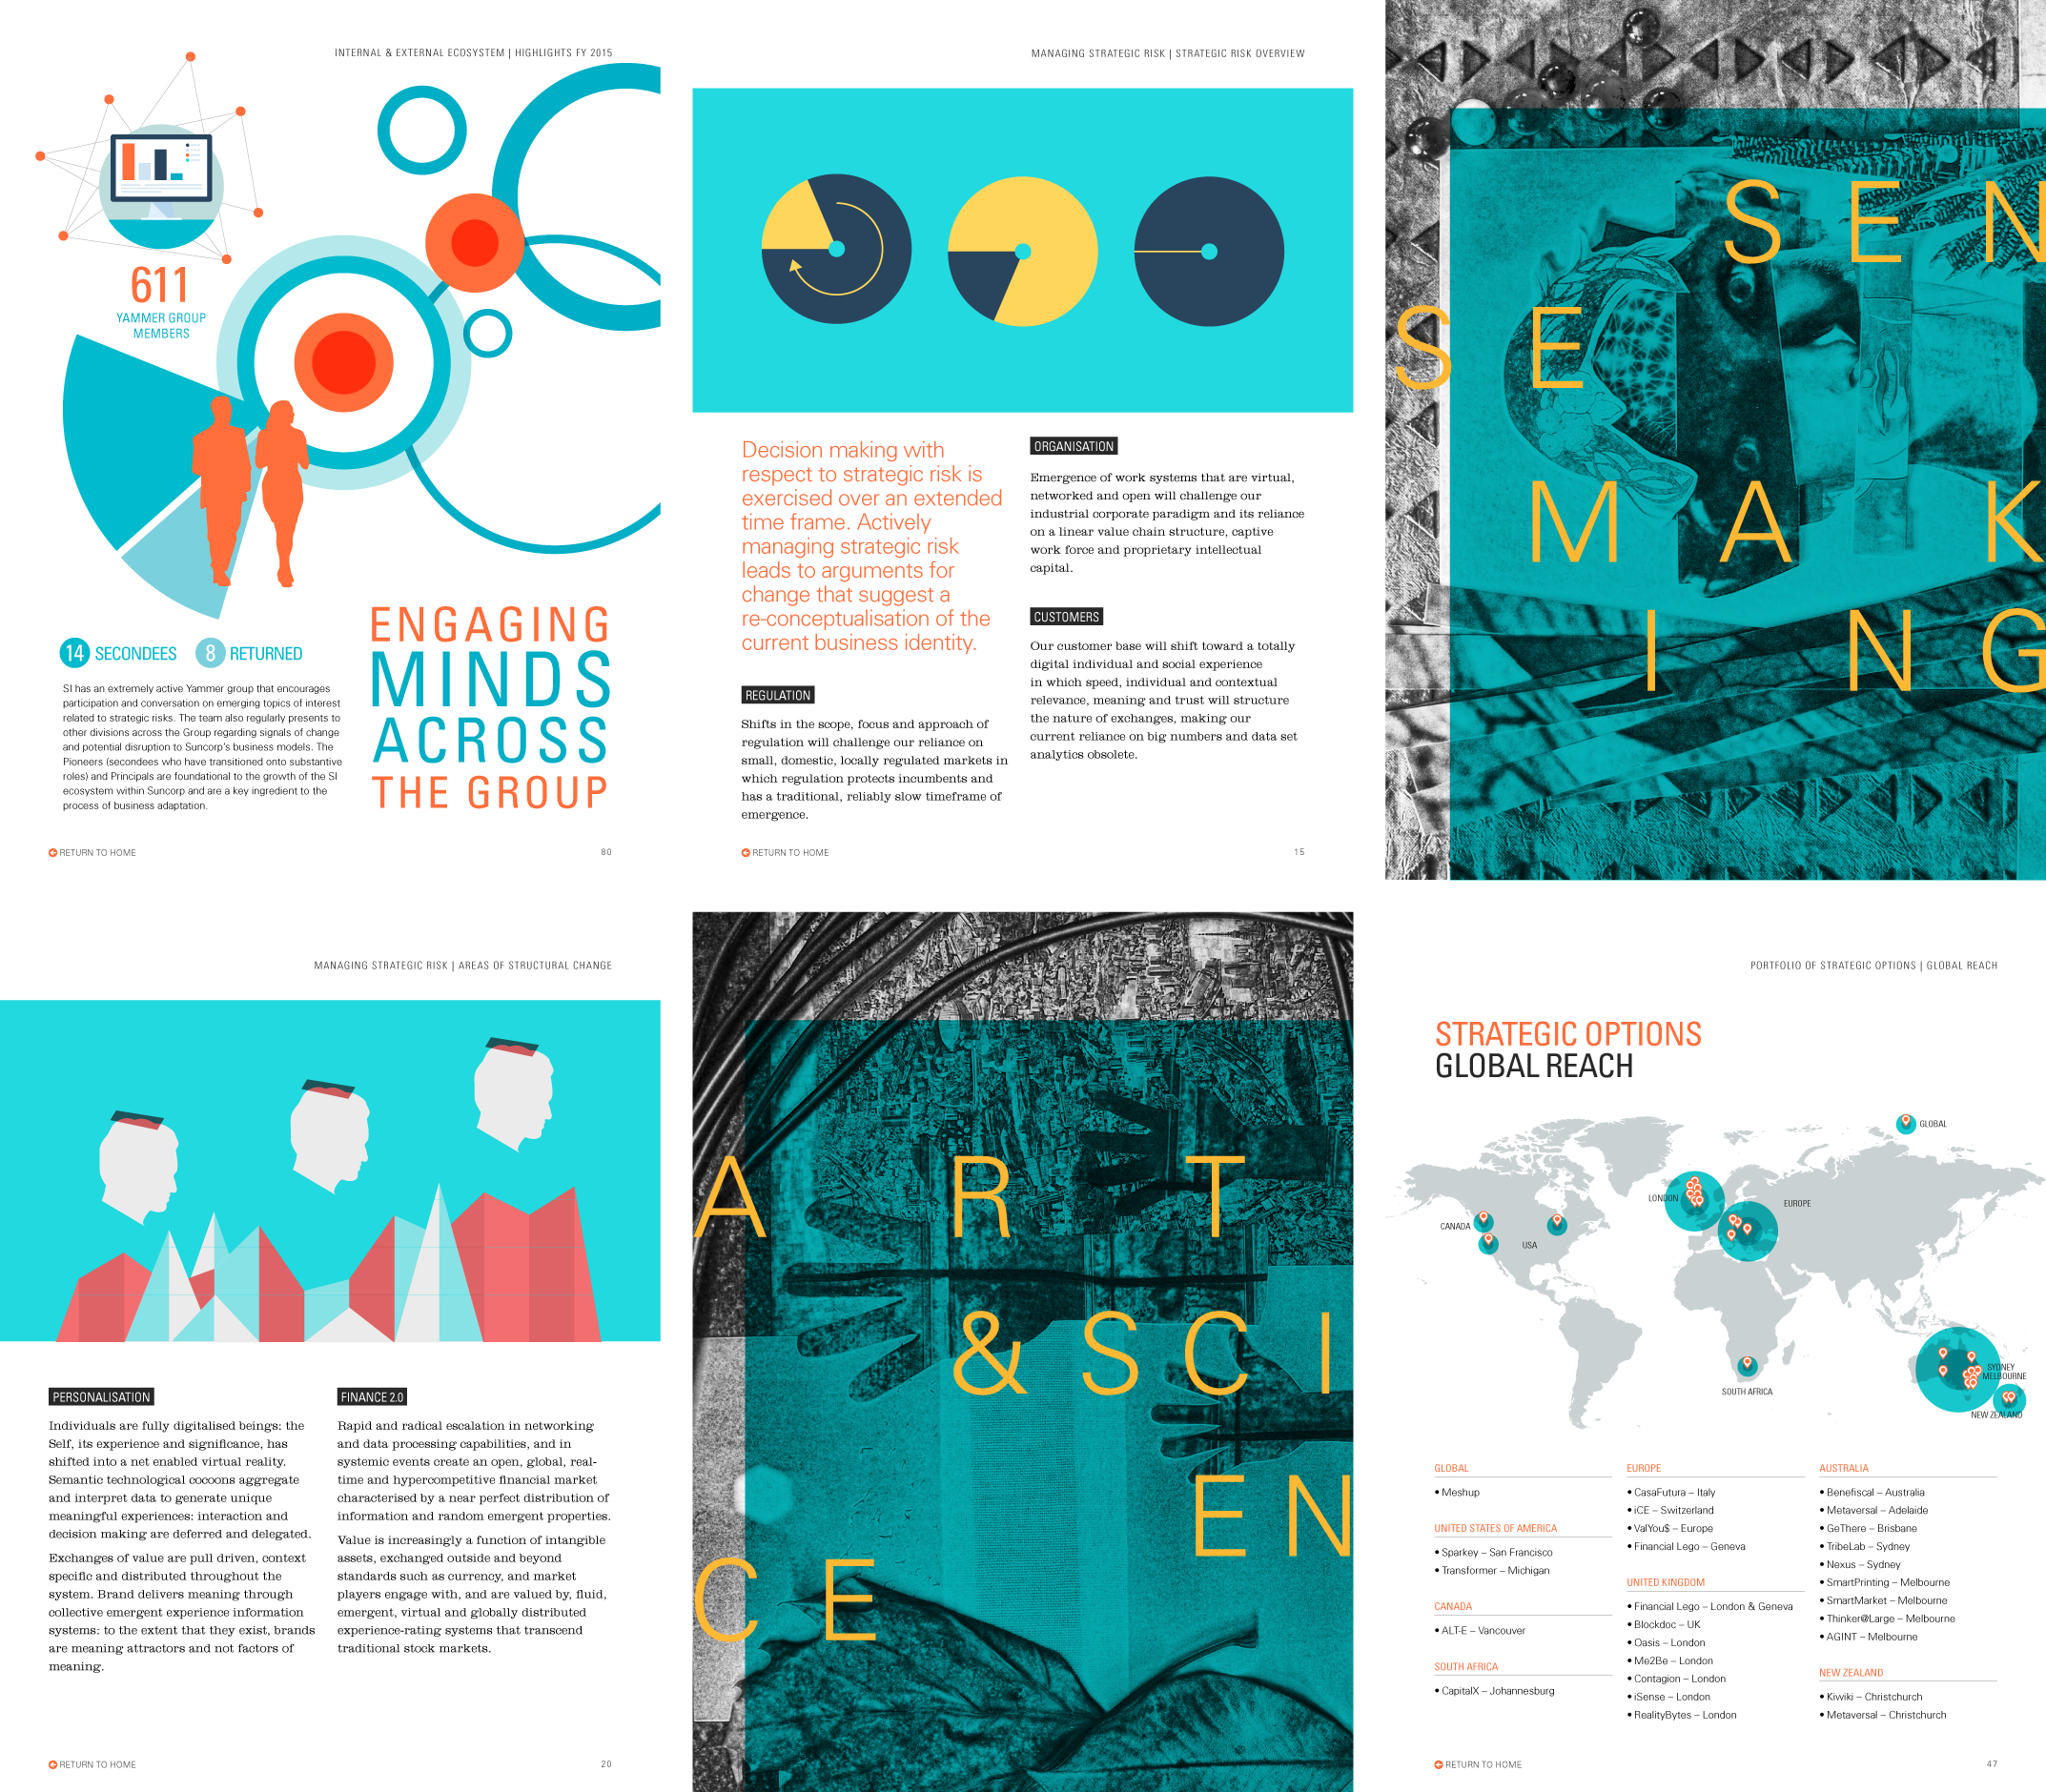 INTERNAL & EXTERNAL ECOSYSTEM | HIGHLIGHTS FY 2015
611
YAMMER GROUP
MEMBERS
14 SECONDEES 8 RETURNED
SI has an extremely active Yammer group that encourages
participation and conversation on emerging topics of interest
related to strategic risks. The team also regularly presents to
other divisions across the Group regarding signals of change
and potential disruption to Suncorp's business models. The
Pioneers (secondees who have transitioned onto substantive
roles) and Principals are foundational to the growth of the SI
ecosystem within Suncorp and are a key ingredient to the
process of business adaptation.
ENGAGING
MINDS
ACROSS
THE GROUP
RETURN TO HOME
80
MANAGING STRATEGIC RISK | STRATEGIC RISK OVERVIEW
Decision making with
respect to strategic risk is
exercised over an extended
time frame. Actively
managing strategic risk
leads to arguments for
change that suggest a
re-conceptualisation of the
current business identity.
REGULATION
Shifts in the scope, focus and approach of
regulation will challenge our reliance on
small, domestic, locally regulated markets in
which regulation protects incumbents and
has a traditional, reliably slow timeframe of
emergence.
ORGANISATION
Emergence of work systems that are virtual,
networked and open will challenge our
industrial corporate paradigm and its reliance
on a linear value chain structure, captive
work force and proprietary intellectual
capital.
CUSTOMERS
Our customer base will shift toward a totally
digital individual and social experience
in which speed, individual and contextual
relevance, meaning and trust will structure
the nature of exchanges, making our
current reliance on big numbers and data set
analytics obsolete.
RETURN TO HOME
15
SEN
SE
MAK
ING
MANAGING STRATEGIC RISK | AREAS OF STRUCTURAL CHANGE
PERSONALISATION
Individuals are fully digitalised beings: the
Self, its experience and significance, has
shifted into a net enabled virtual reality.
Semantic technological cocoons aggregate
and interpret data to generate unique
meaningful experiences: interaction and
decision making are deferred and delegated.
Exchanges of value are pull driven, context
specific and distributed throughout the
system. Brand delivers meaning through
collective emergent experience information
systems: to the extent that they exist, brands
are meaning attractors and not factors of
meaning.
FINANCE 2.0
Rapid and radical escalation in networking
and data processing capabilities, and in
systemic events create an open, global, real-
time and hypercompetitive financial market
characterised by a near perfect distribution of
information and random emergent properties.
Value is increasingly a function of intangible
assets, exchanged outside and beyond
standards such as currency, and market
players engage with, and are valued by, fluid,
emergent, virtual and globally distributed
experience-rating systems that transcend
traditional stock markets.
RETURN TO HOME
20
ART
& SCI
EN
CE
PORTFOLIO OF STRATEGIC OPTIONS | GLOBAL REACH
STRATEGIC OPTIONS
GLOBAL REACH
GLOBAL
LONDON
EUROPE
CANADA
USA
SOUTH AFRICA
SYDNEY
MELBOURNE
NEW ZEALAND
GLOBAL
• Meshup
UNITED STATES OF AMERICA
• Sparkey – San Francisco
• Transformer – Michigan
CANADA
• ALT-E – Vancouver
SOUTH AFRICA
• CapitalX – Johannesburg
EUROPE
• CasaFutura – Italy
• iCE – Switzerland
• ValYou$ – Europe
• Financial Lego – Geneva
UNITED KINGDOM
• Financial Lego – London & Geneva
• Blockdoc – UK
• Oasis – London
• Me2Be – London
• Contagion – London
• iSense – London
• RealityBytes – London
AUSTRALIA
• Benefiscal – Australia
• Metaversal – Adelaide
• GeThere – Brisbane
• TribeLab – Sydney
• Nexus – Sydney
• SmartPrinting – Melbourne
• SmartMarket – Melbourne
• Thinker@Large – Melbourne
• AGINT – Melbourne
NEW ZEALAND
• Kiwiki – Christchurch
• Metaversal – Christchurch
RETURN TO HOME
47